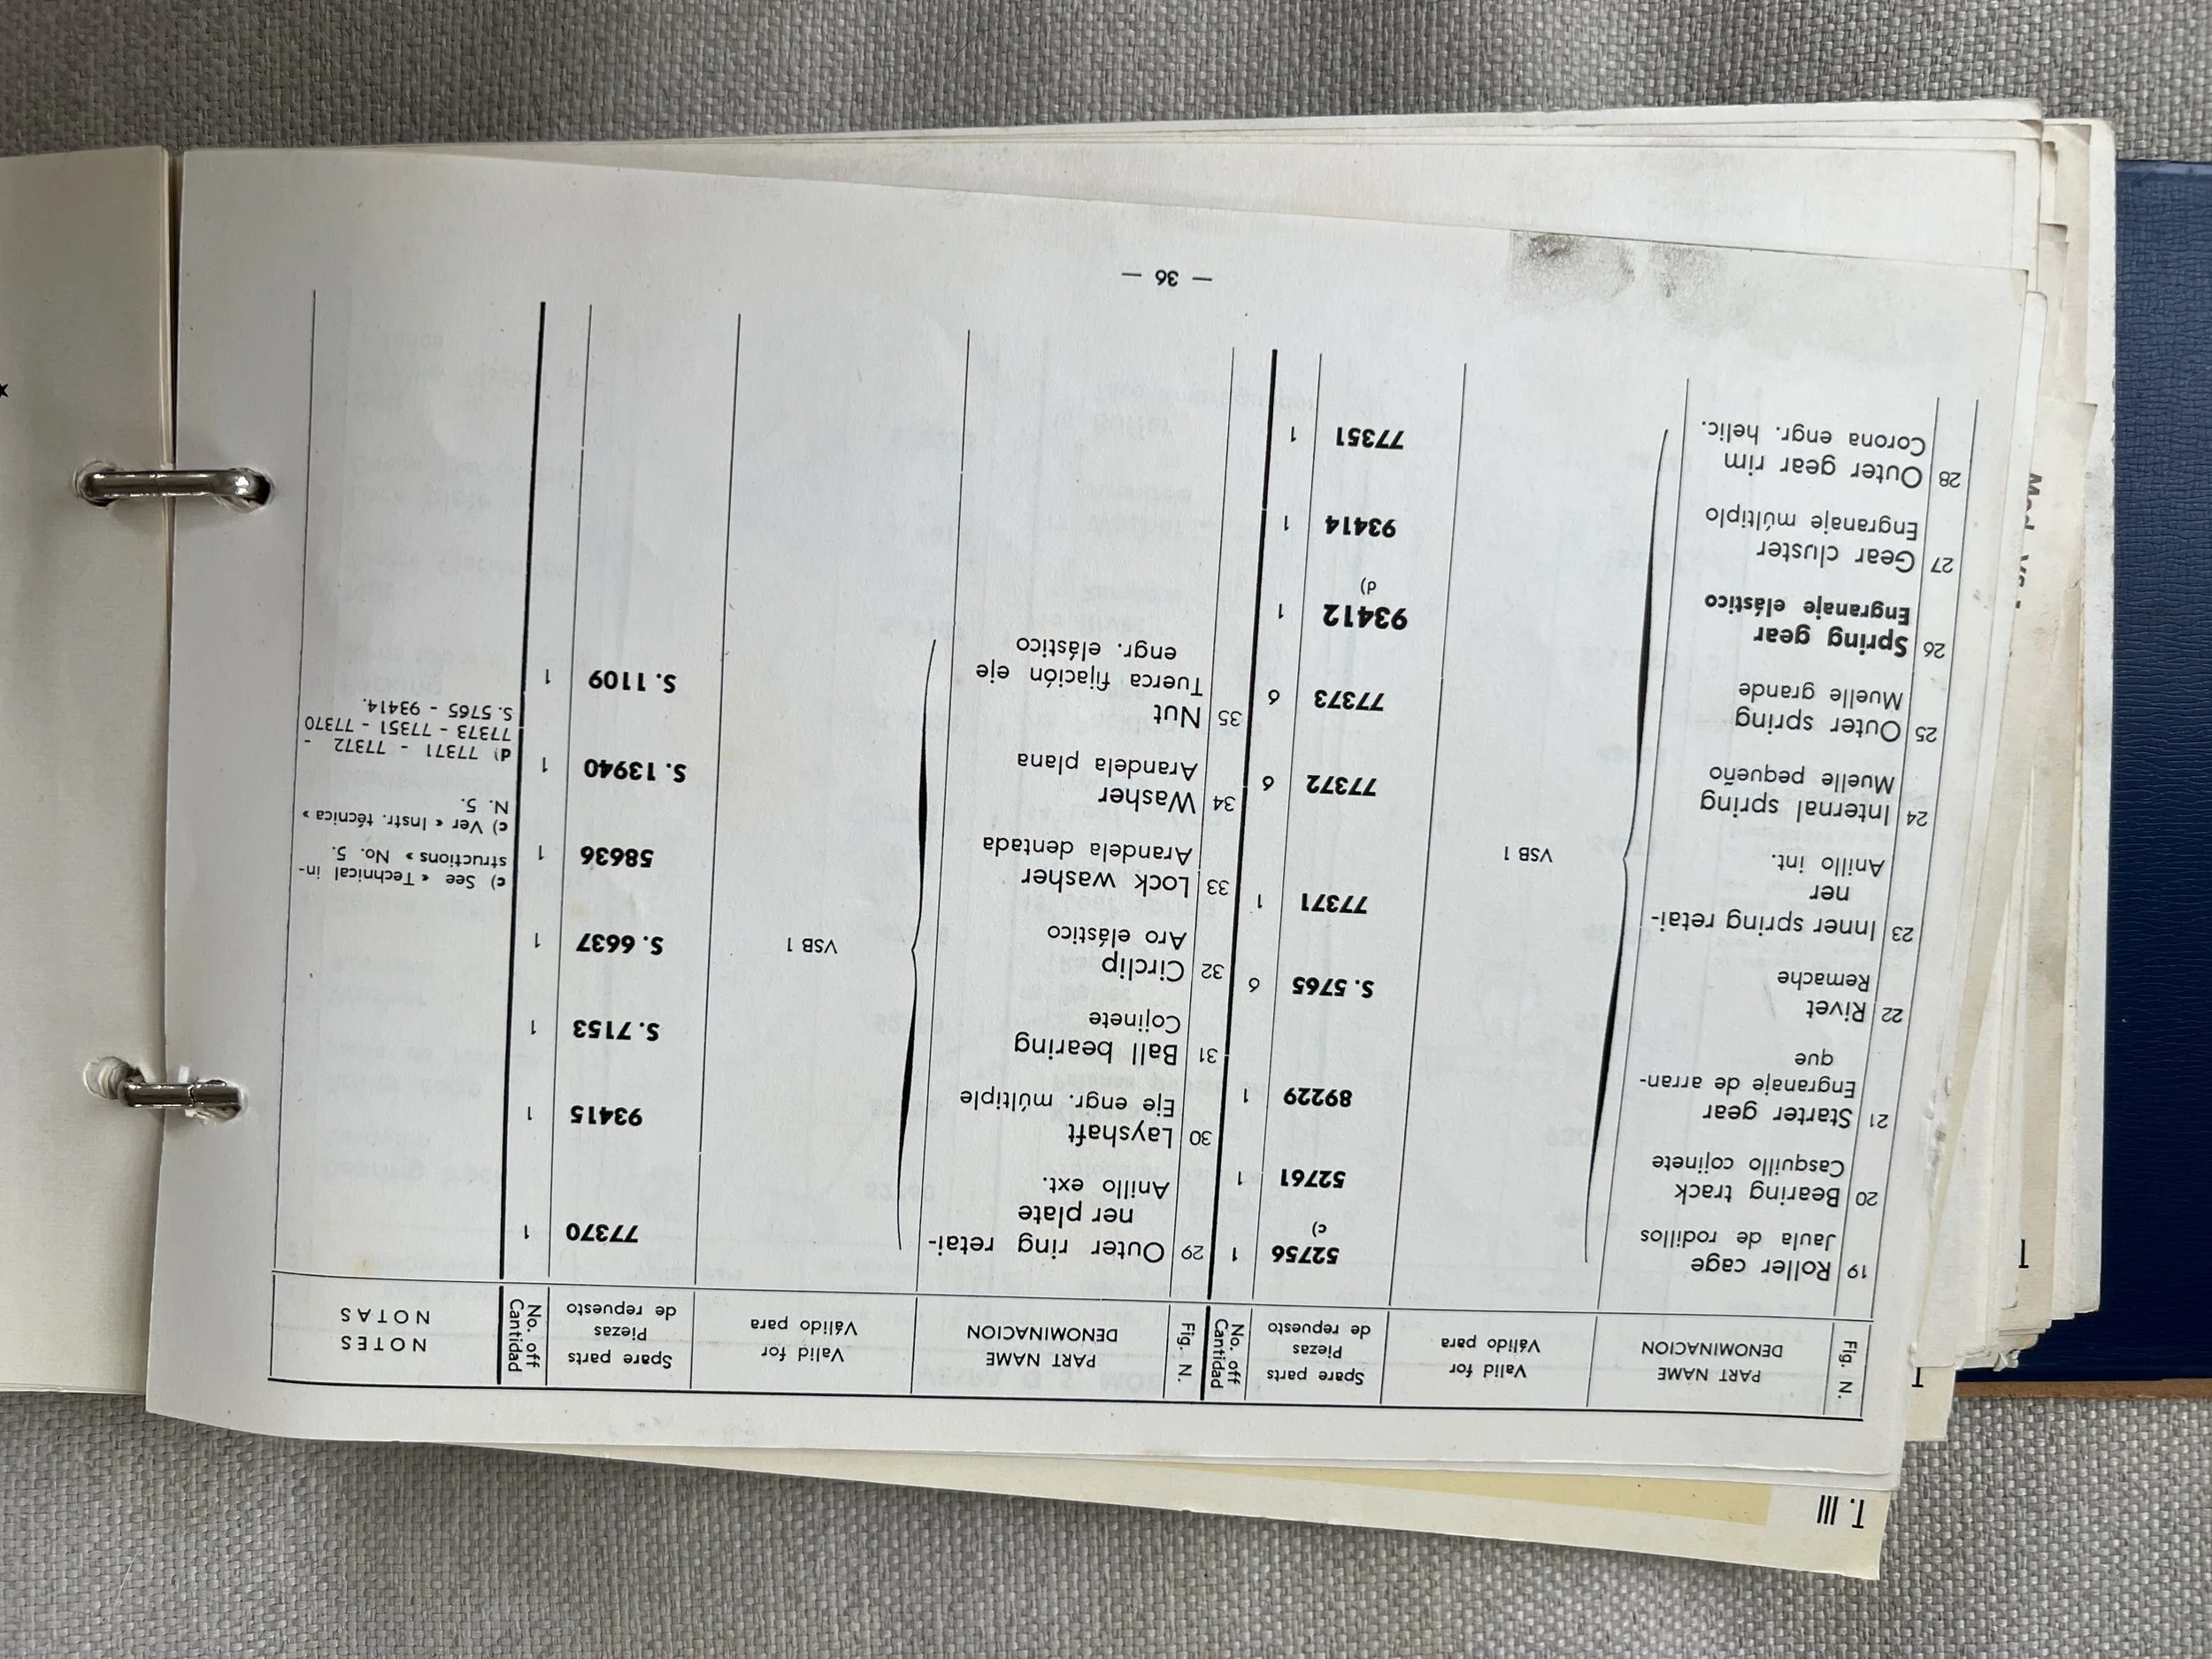 Fig. N.
PART NAME
DENOMINACION
Valid for
Válido para
Spare parts
Piezas
de repuesto
No. off
Cantidad
Fig. N.
PART NAME
DENOMINACION
Valid for
Válido para
Spare parts
Piezas
de repuesto
No. off
Cantidad
NOTES
NOTAS
19 Roller cage 52756 1
Jaula de rodillos c)
20 Bearing track 52761 1
Casquillo cojinete
21 Starter gear 89229 1
Engranaje de arran-
que
22 Rivet S. 5765 6
Remache
23 Inner spring retai- 77371 1
ner
Anillo int.
VSB 1
24 Internal spring 77372 6
Muelle pequeño
25 Outer spring 77373 6
Muelle grande
26 Spring gear 93412 1
Engranaje elástico d)
27 Gear cluster 93414 1
Engranaje múltiplo
28 Outer gear rim 77351 1
Corona engr. helic.
29 Outer ring retai- 77370 1
ner plate
Anillo ext.
30 Layshaft 93415 1
Eje engr. múltiple
31 Ball bearing S. 7153 1
Cojinete
32 Circlip S. 6637 1
Aro elástico
VSB 1
33 Lock washer 58636 1
Arandela dentada
34 Washer S. 13940 1
Arandela plana
35 Nut S. 1109 1
Tuerca fijación eje
engr. elástico
c) See « Technical in-
structions » No. 5.
c) Ver « Instr. técnica »
N. 5.
d) 77371 - 77372 -
77373 - 77351 - 77370
S. 5765 - 93414.
— 36 —
T. III